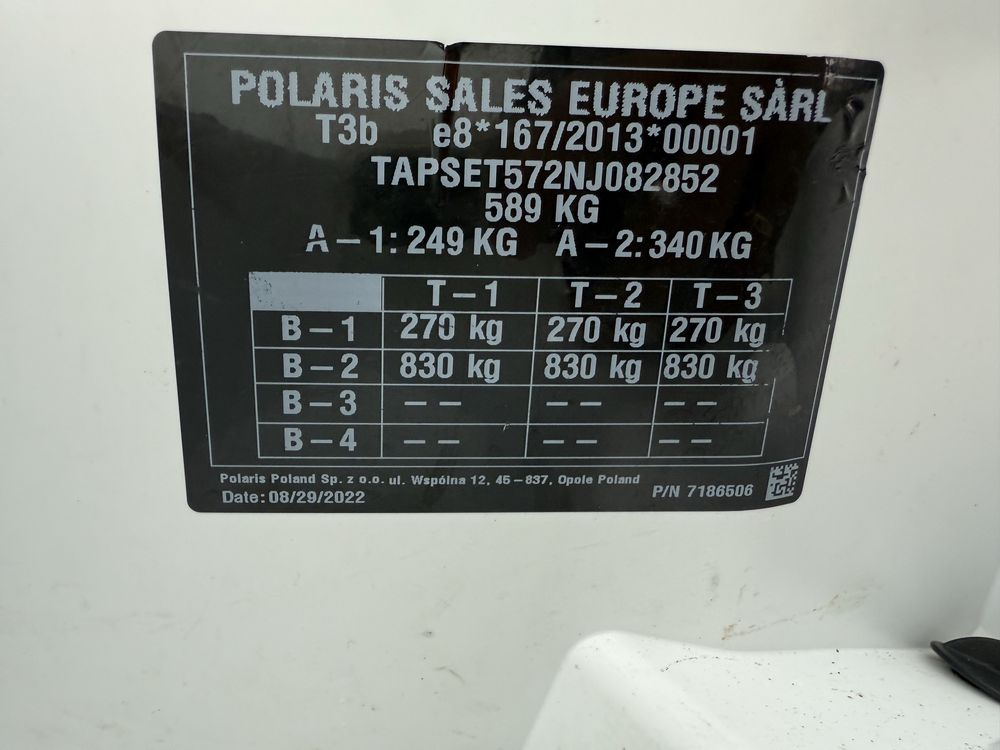 POLARIS SALES EUROPE SÀRL
T3b e8*167/2013*00001
TAPSET572NJ082852
589 KG
A–1: 249 KG A–2: 340 KG
T–1 T–2 T–3
B–1 270 kg 270 kg 270 kg
B–2 830 kg 830 kg 830 kg
B–3 –– –– ––
B–4 –– –– ––
Polaris Poland Sp. z o.o. ul. Wspólna 12, 45–837, Opole Poland
Date: 08/29/2022 P/N 7186506